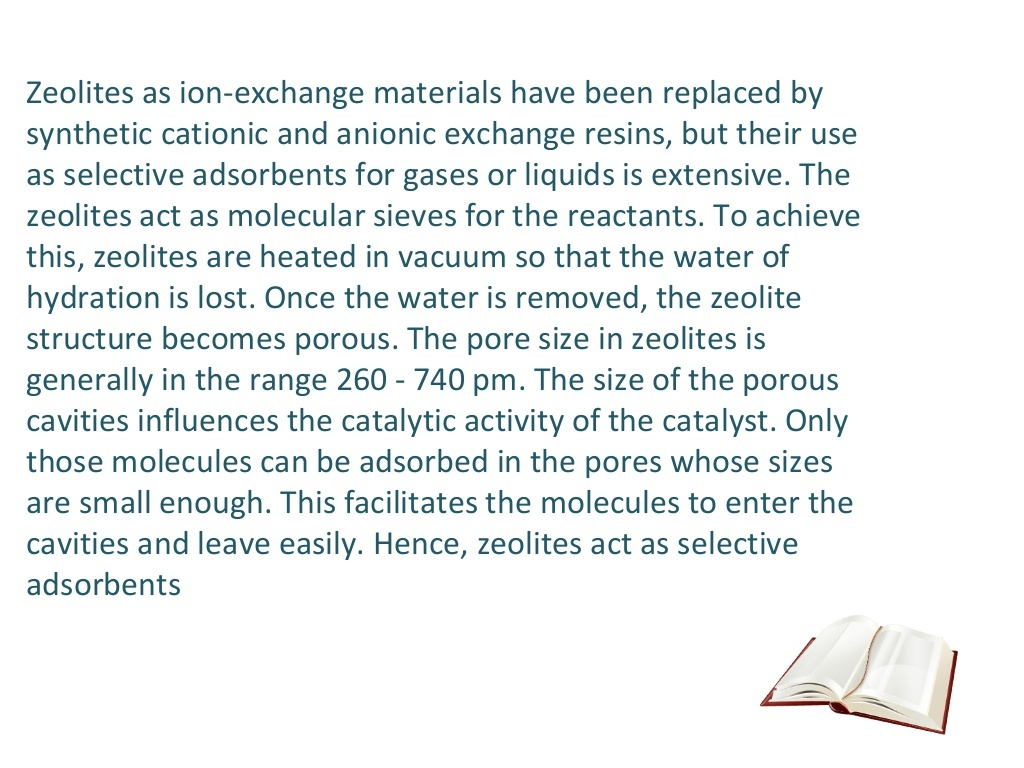 Zeolites as ion-exchange materials have been replaced by
synthetic cationic and anionic exchange resins, but their use
as selective adsorbents for gases or liquids is extensive. The
zeolites act as molecular sieves for the reactants. To achieve
this, zeolites are heated in vacuum so that the water of
hydration is lost. Once the water is removed, the zeolite
structure becomes porous. The pore size in zeolites is
generally in the range 260 - 740 pm. The size of the porous
cavities influences the catalytic activity of the catalyst. Only
those molecules can be adsorbed in the pores whose sizes
are small enough. This facilitates the molecules to enter the
cavities and leave easily. Hence, zeolites act as selective
adsorbents